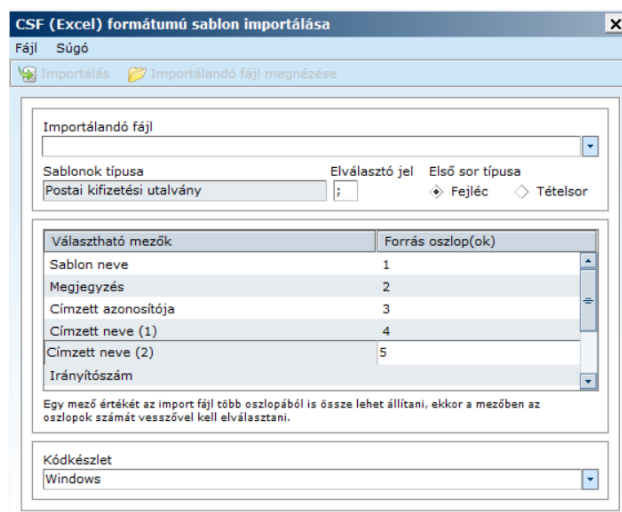 CSF (Excel) formátumú sablon importálása
Fájl Súgó
Importálás Importálandó fájl megnézése
Importálandó fájl
Sablonok típusa Elválasztó jel Első sor típusa
Postai kifizetési utalvány ; Fejléc Tételsor
Választható mezők Forrás oszlop(ok)
Sablon neve 1
Megjegyzés 2
Címzett azonosítója 3
Címzett neve (1) 4
Címzett neve (2) 5
Irányítószám
Egy mező értékét az import fájl több oszlopából is össze lehet állítani, ekkor a mezőben az
oszlopok számát vesszővel kell elválasztani.
Kódkészlet
Windows